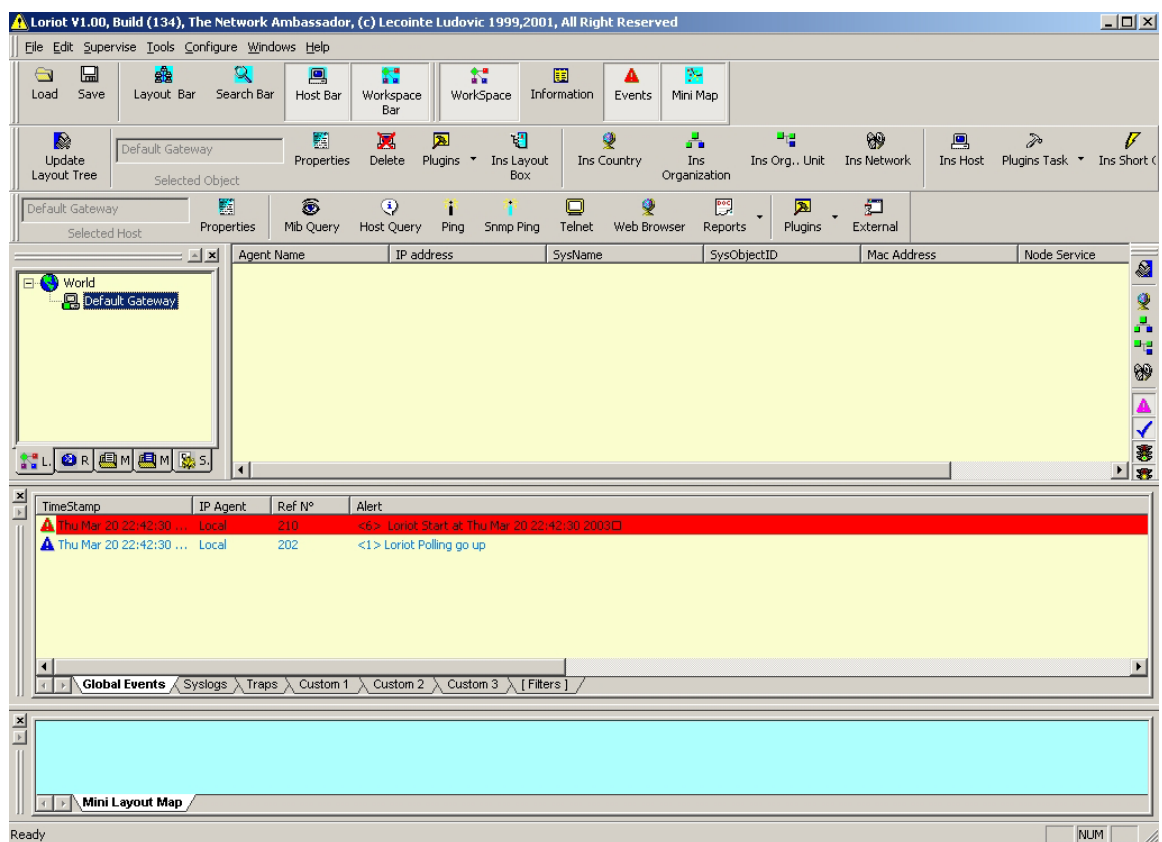 Loriot V1.00, Build (134), The Network Ambassador, (c) Lecointe Ludovic 1999,2001, All Right Reserved
File Edit Supervise Tools Configure Windows Help
Load Save Layout Bar Search Bar Host Bar Workspace Bar WorkSpace Information Events Mini Map
Update Layout Tree Default Gateway Selected Object Properties Delete Plugins Ins Layout Box Ins Country Ins Organization Ins Org.. Unit Ins Network Ins Host Plugins Task Ins Short C
Default Gateway Selected Host Properties Mib Query Host Query Ping Snmp Ping Telnet Web Browser Reports Plugins External
Agent Name IP address SysName SysObjectID Mac Address Node Service
World
Default Gateway
L. R M M S.
TimeStamp IP Agent Ref N° Alert
Thu Mar 20 22:42:30 ... Local 210 <6> Loriot Start at Thu Mar 20 22:42:30 2003□
Thu Mar 20 22:42:30 ... Local 202 <1> Loriot Polling go up
Global Events Syslogs Traps Custom 1 Custom 2 Custom 3 [ Filters ]
Mini Layout Map
Ready NUM